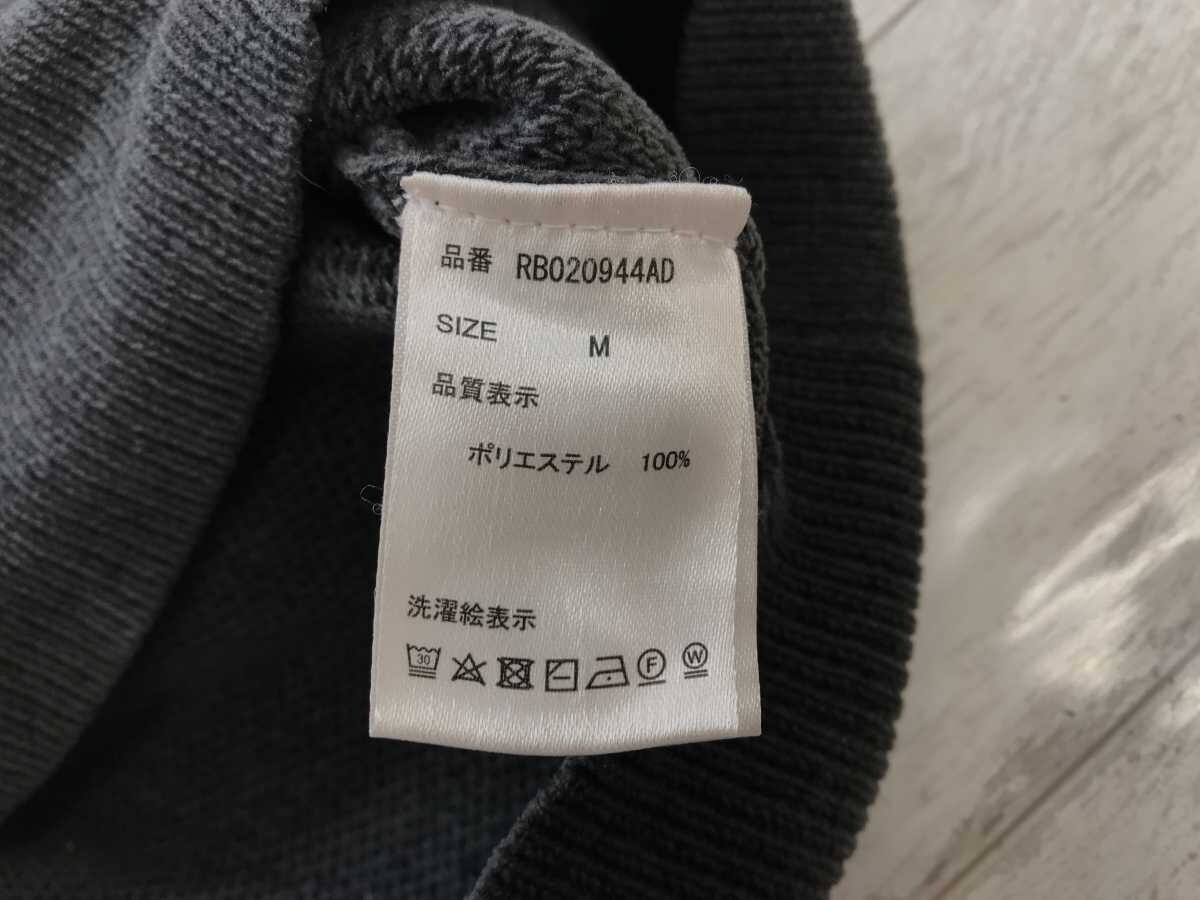 品番 RB020944AD
SIZE M
品質表示
ポリエステル 100%
洗濯絵表示
30 F W